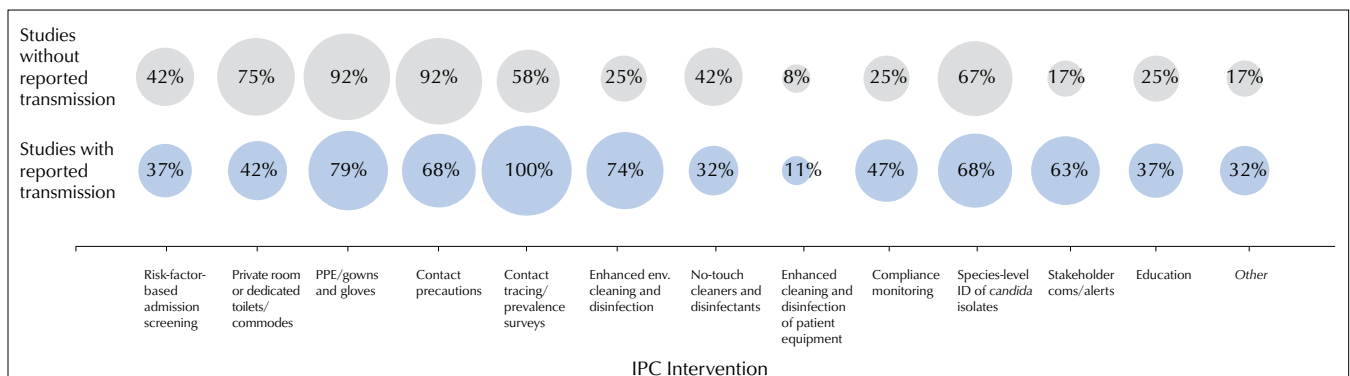 Studies
without
reported
transmission
42% 75% 92% 92% 58% 25% 42% 8% 25% 67% 17% 25% 17%
Studies with
reported
transmission
37% 42% 79% 68% 100% 74% 32% 11% 47% 68% 63% 37% 32%
Risk-factor-
based
admission
screening
Private room
or dedicated
toilets/
commodes
PPE/gowns
and gloves
Contact
precautions
Contact
tracing/
prevalence
surveys
Enhanced env.
cleaning and
disinfection
No-touch
cleaners and
disinfectants
Enhanced
cleaning and
disinfection
of patient
equipment
Compliance
monitoring
Species-level
ID of candida
isolates
Stakeholder
coms/alerts
Education
Other
IPC Intervention